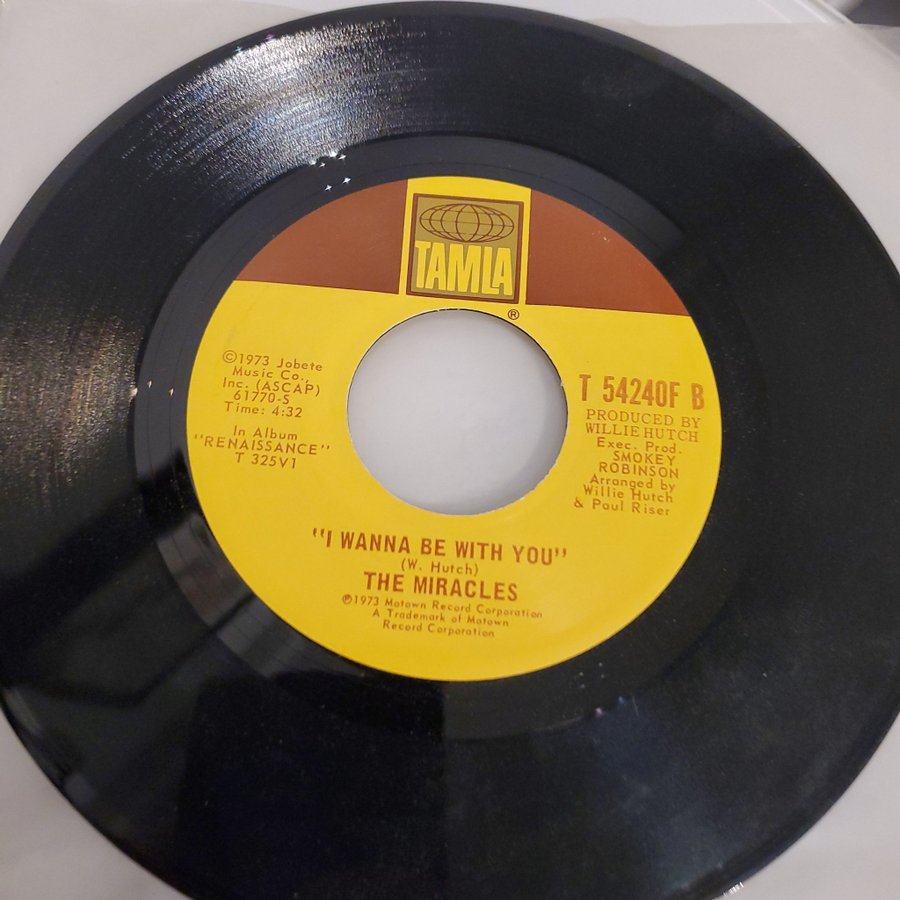 TAMLA
®
©1973 Jobete
Music Co.,
Inc. (ASCAP)
61770-S
Time: 4:32
In Album
"RENAISSANCE"
T 325V1
T 54240F B
PRODUCED BY
WILLIE HUTCH
Exec. Prod.
SMOKEY
ROBINSON
Arranged by
Willie Hutch
& Paul Riser
"I WANNA BE WITH YOU"
(W. Hutch)
THE MIRACLES
℗1973 Motown Record Corporation
A Trademark of Motown
Record Corporation